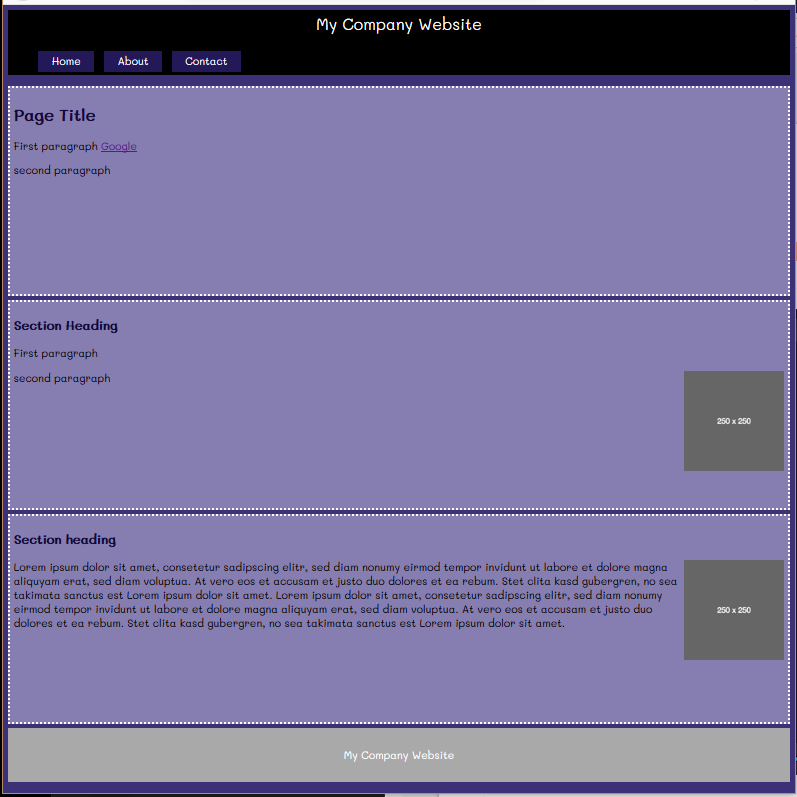 My Company Website
Home About Contact
Page Title
First paragraph Google
second paragraph
Section Heading
First paragraph
second paragraph
250 x 250
Section heading
Lorem ipsum dolor sit amet, consetetur sadipscing elitr, sed diam nonumy eirmod tempor invidunt ut labore et dolore magna
aliquyam erat, sed diam voluptua. At vero eos et accusam et justo duo dolores et ea rebum. Stet clita kasd gubergren, no sea
takimata sanctus est Lorem ipsum dolor sit amet. Lorem ipsum dolor sit amet, consetetur sadipscing elitr, sed diam nonumy
eirmod tempor invidunt ut labore et dolore magna aliquyam erat, sed diam voluptua. At vero eos et accusam et justo duo
dolores et ea rebum. Stet clita kasd gubergren, no sea takimata sanctus est Lorem ipsum dolor sit amet.
250 x 250
My Company Website